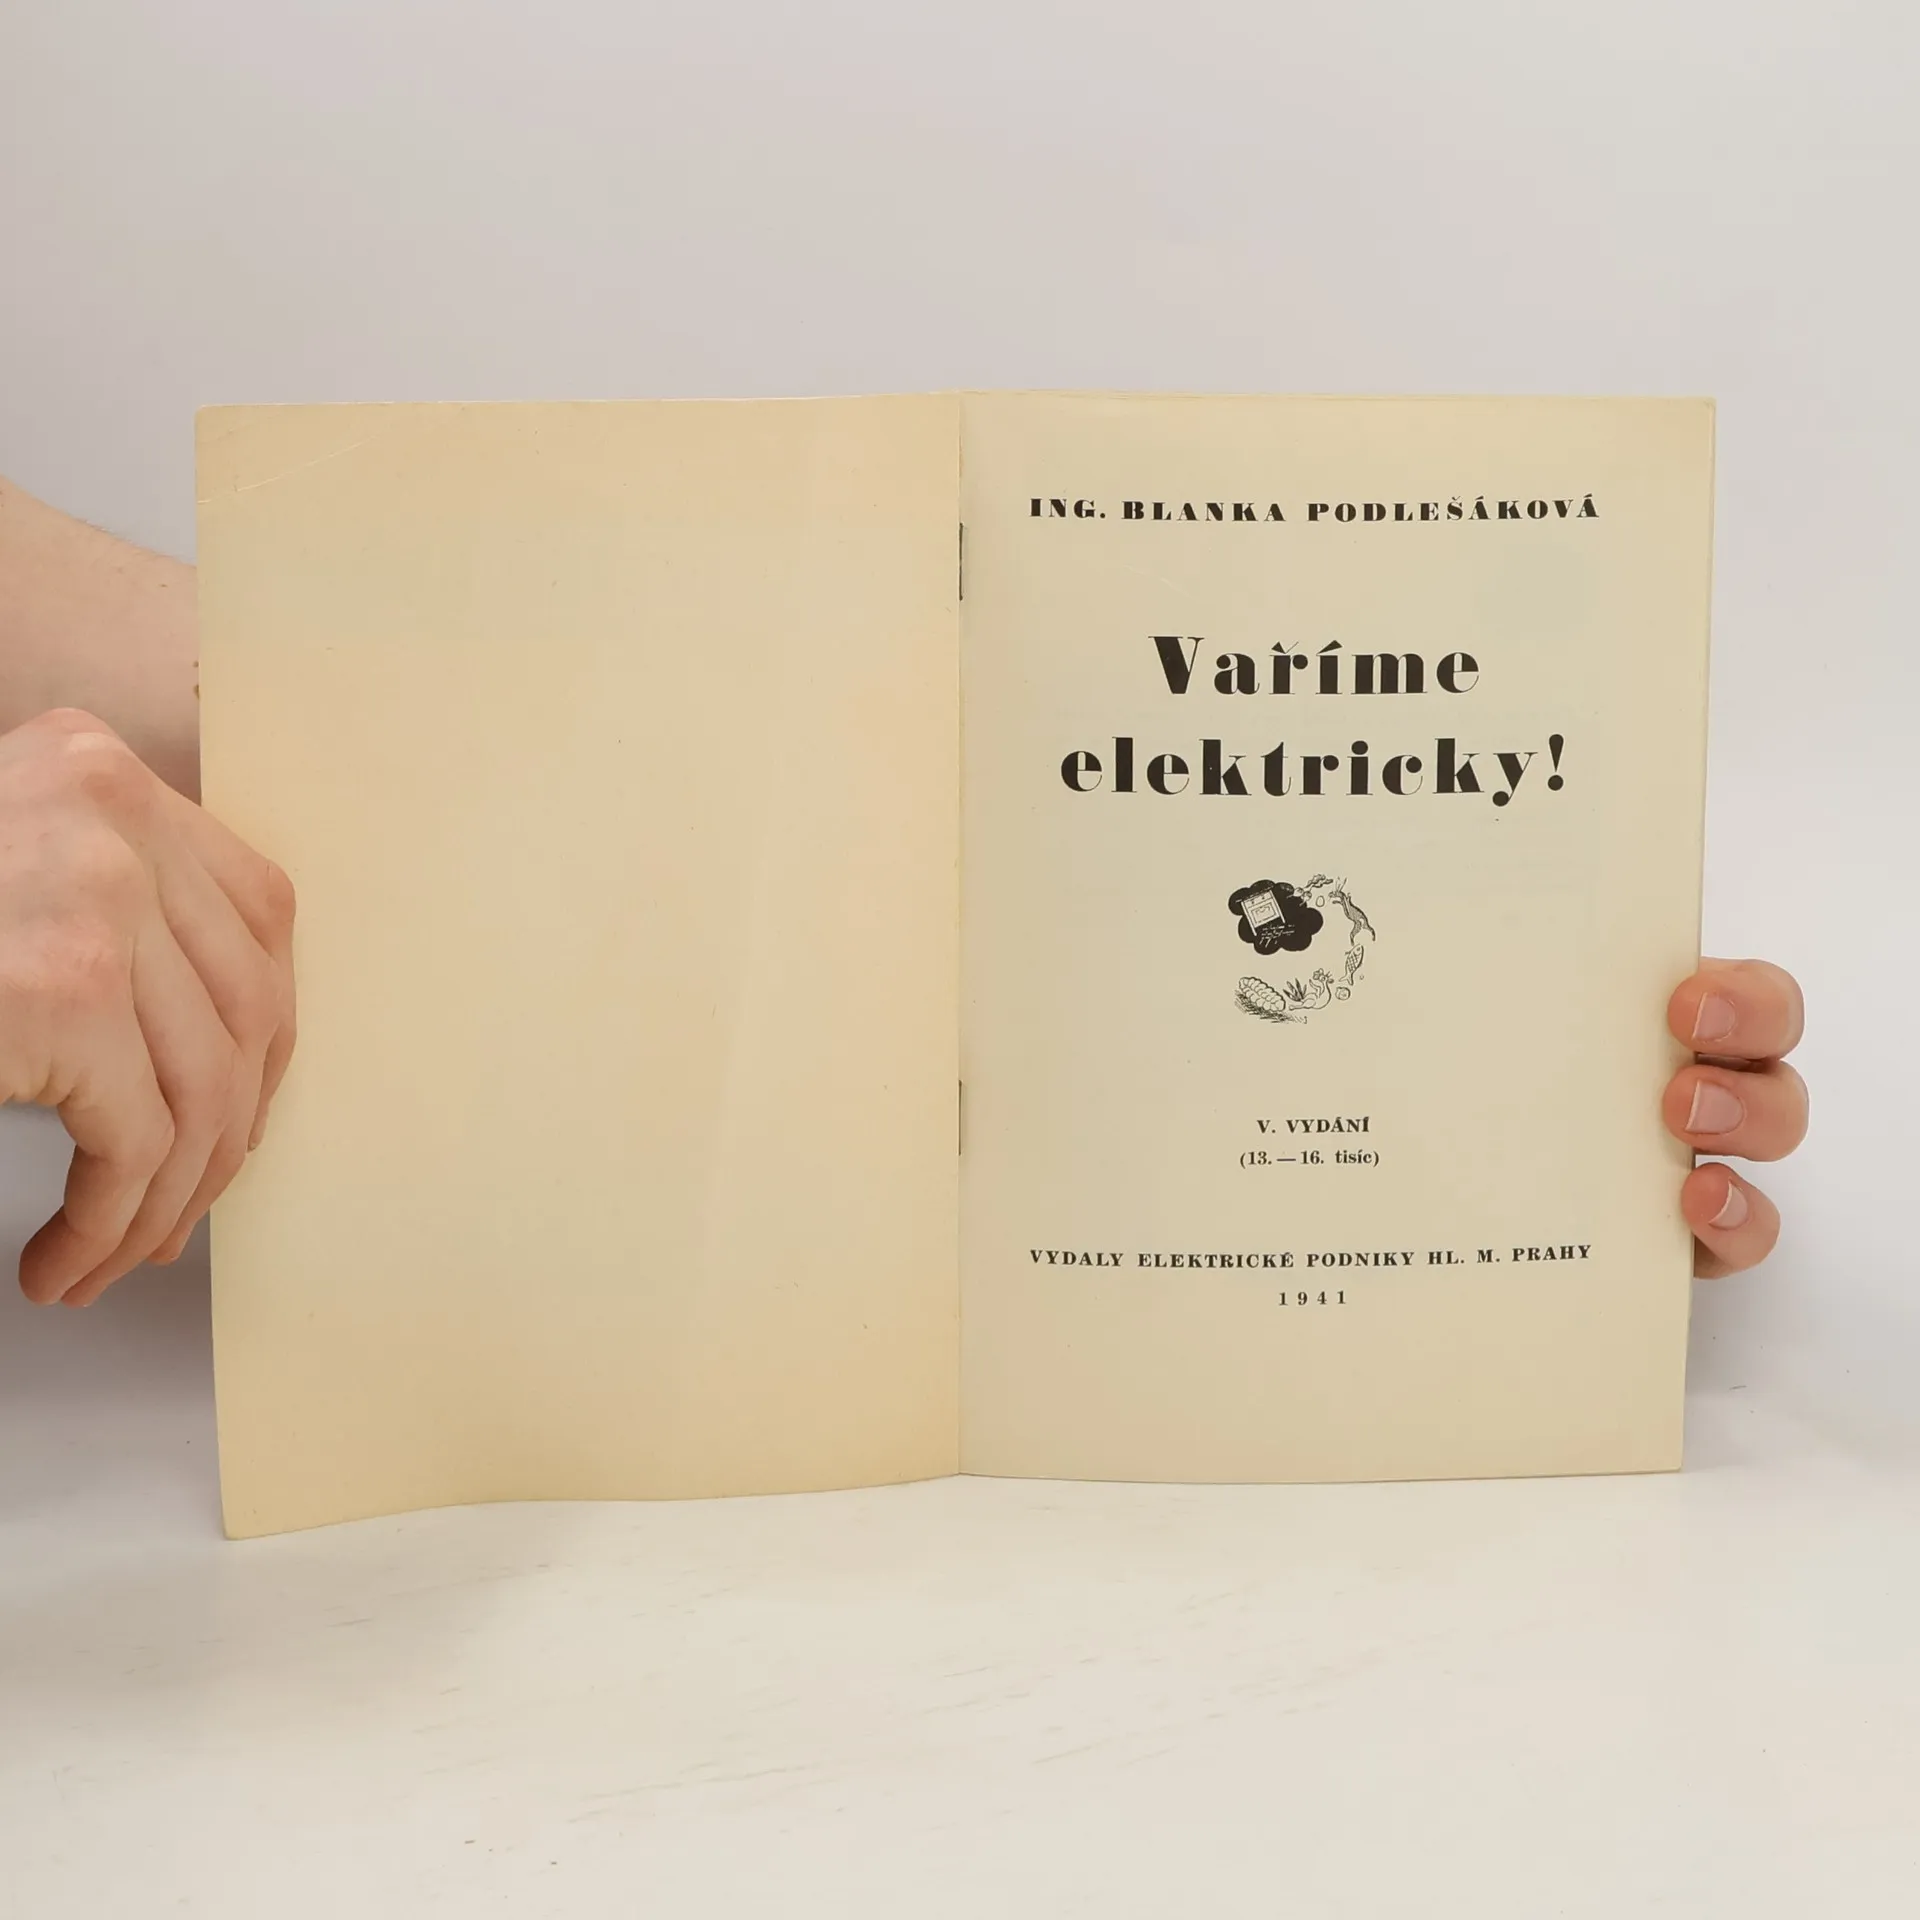 ING. BLANKA PODLEŠÁKOVÁ
Vaříme
elektricky!
V. VYDÁNÍ
(13. — 16. tisíc)
VYDALY ELEKTRICKÉ PODNIKY HL. M. PRAHY
1941